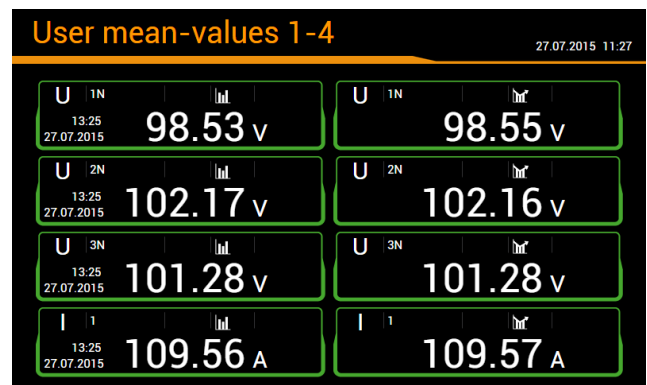 User mean-values 1-4
27.07.2015 11:27
U 1N
13:25
27.07.2015
98.53 V
U 1N
98.55 V
U 2N
13:25
27.07.2015
102.17 V
U 2N
102.16 V
U 3N
13:25
27.07.2015
101.28 V
U 3N
101.28 V
I 1
13:25
27.07.2015
109.56 A
I 1
109.57 A